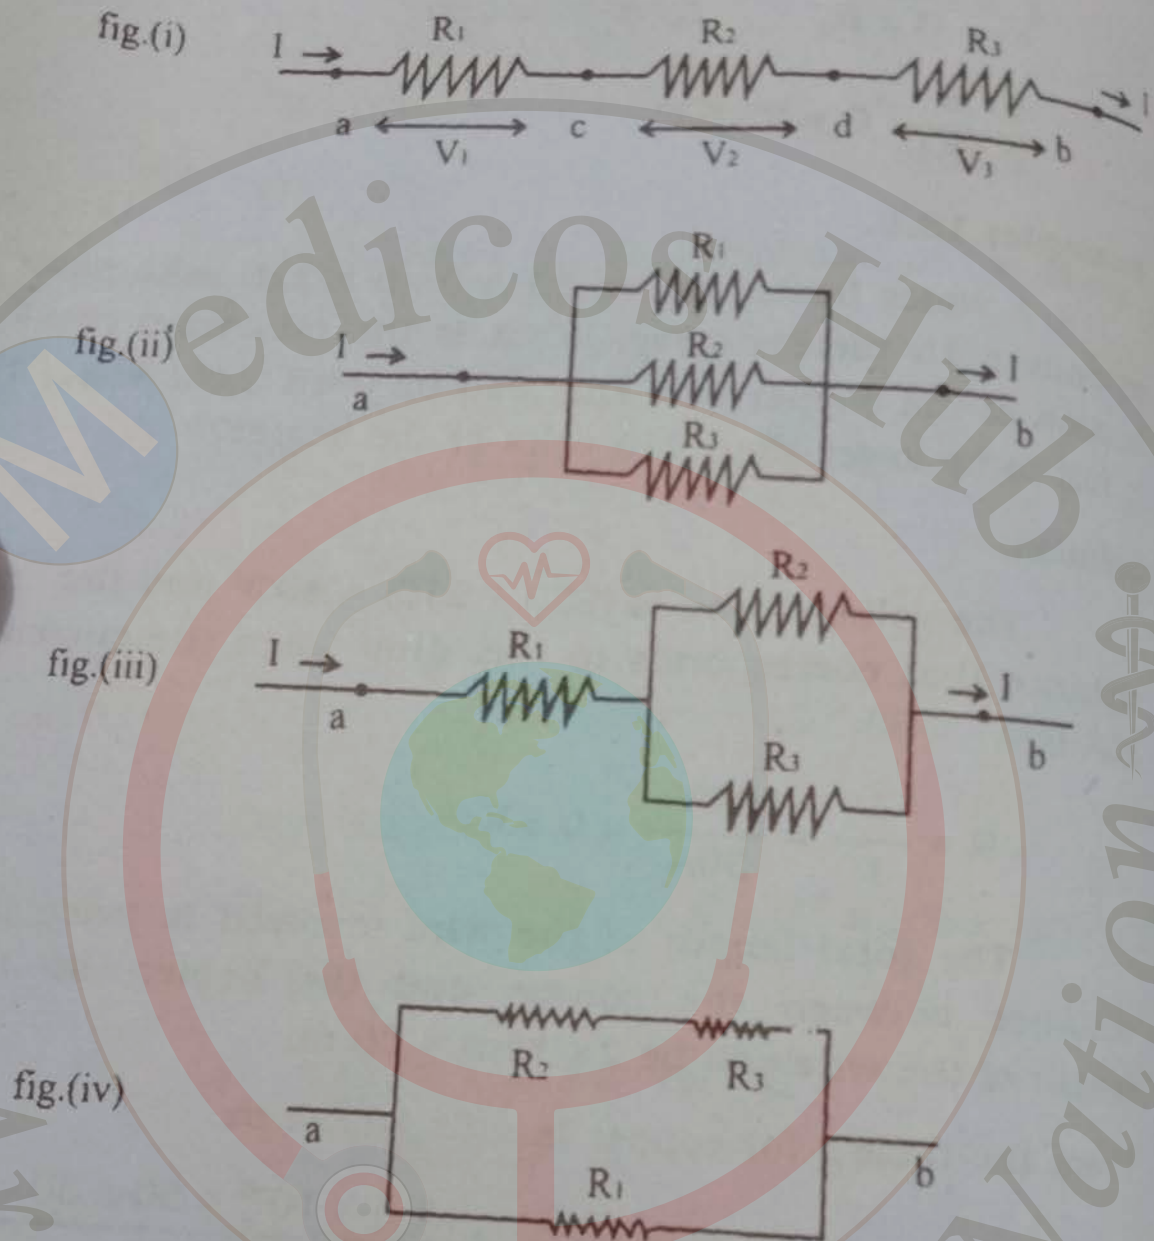 fig.(i)
I R₁ R₂ R₃ I
a V₁ c V₂ d V₃ b
Medicos Hub
fig.(ii)
I R₁ I
a R₂ b
R₃
fig.(iii)
I R₁ R₂ I
a R₃ b
fig.(iv)
R₂ R₃
a b
R₁